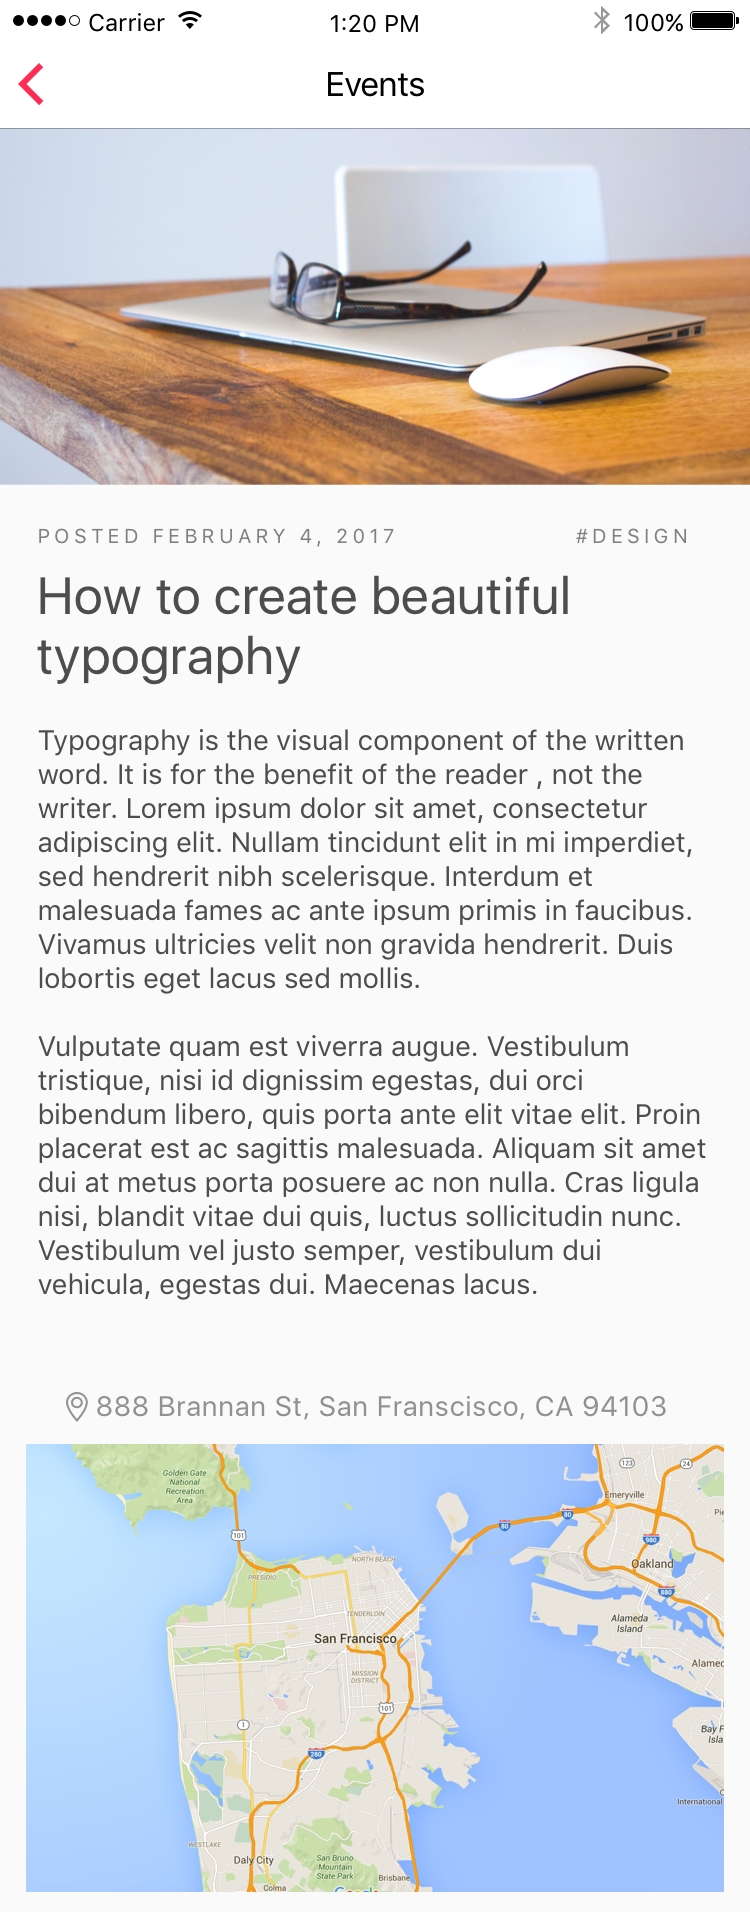 Carrier 1:20 PM 100%
Events
POSTED FEBRUARY 4, 2017 #DESIGN
How to create beautiful
typography
Typography is the visual component of the written
word. It is for the benefit of the reader , not the
writer. Lorem ipsum dolor sit amet, consectetur
adipiscing elit. Nullam tincidunt elit in mi imperdiet,
sed hendrerit nibh scelerisque. Interdum et
malesuada fames ac ante ipsum primis in faucibus.
Vivamus ultricies velit non gravida hendrerit. Duis
lobortis eget lacus sed mollis.
Vulputate quam est viverra augue. Vestibulum
tristique, nisi id dignissim egestas, dui orci
bibendum libero, quis porta ante elit vitae elit. Proin
placerat est ac sagittis malesuada. Aliquam sit amet
dui at metus porta posuere ac non nulla. Cras ligula
nisi, blandit vitae dui quis, luctus sollicitudin nunc.
Vestibulum vel justo semper, vestibulum dui
vehicula, egestas dui. Maecenas lacus.
888 Brannan St, San Franscisco, CA 94103
Golden Gate
National
Recreation
Area
123
24
Emeryville
Pie
80
80
101
980
NORTH BEACH
Oakland
PRESIDIO
880
TENDERLOIN
Alameda
Island
San Francisco
Alamed
MISSION
DISTRICT
101
1
Bay F
Isla
280
International
WESTLAKE
Daly City
San Bruno
Mountain
State Park
Brisbane
Colma
Google